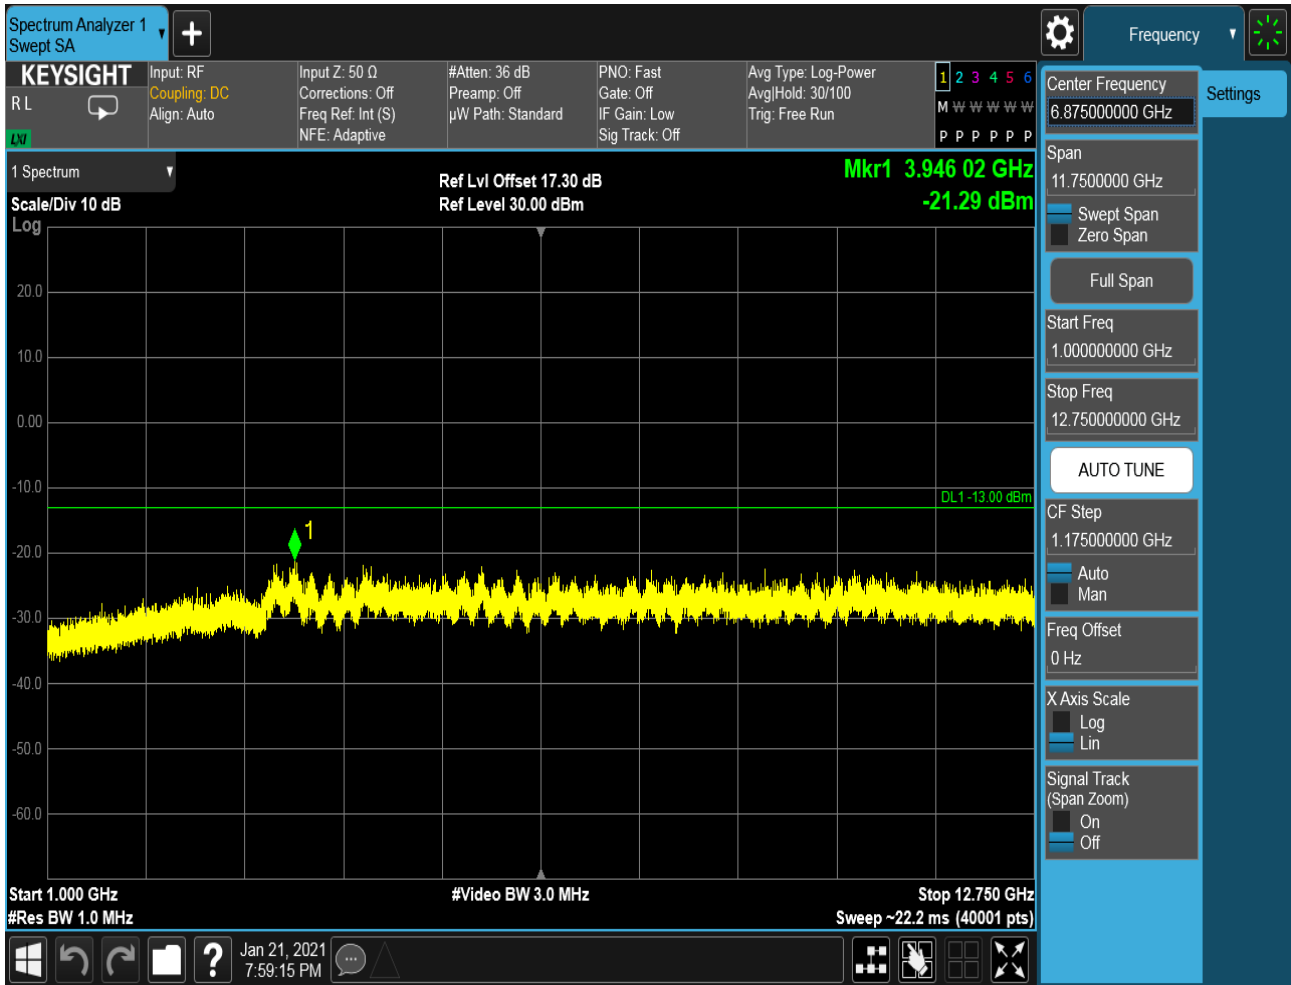 Spectrum Analyzer 1
Swept SA
Frequency
KEYSIGHT
R L
LXI
Input: RF
Coupling: DC
Align: Auto
Input Z: 50 Ω
Corrections: Off
Freq Ref: Int (S)
NFE: Adaptive
#Atten: 36 dB
Preamp: Off
µW Path: Standard
PNO: Fast
Gate: Off
IF Gain: Low
Sig Track: Off
Avg Type: Log-Power
Avg|Hold: 30/100
Trig: Free Run
1 2 3 4 5 6
M W W W W W
P P P P P P
1 Spectrum
Scale/Div 10 dB
Log
Ref Lvl Offset 17.30 dB
Ref Level 30.00 dBm
Mkr1 3.946 02 GHz
-21.29 dBm
20.0
10.0
0.00
-10.0
-20.0
-30.0
-40.0
-50.0
-60.0
DL1 -13.00 dBm
1
Start 1.000 GHz
#Res BW 1.0 MHz
#Video BW 3.0 MHz
Stop 12.750 GHz
Sweep ~22.2 ms (40001 pts)
Center Frequency
6.875000000 GHz
Settings
Span
11.7500000 GHz
Swept Span
Zero Span
Full Span
Start Freq
1.000000000 GHz
Stop Freq
12.750000000 GHz
AUTO TUNE
CF Step
1.175000000 GHz
Auto
Man
Freq Offset
0 Hz
X Axis Scale
Log
Lin
Signal Track
(Span Zoom)
On
Off
?
Jan 21, 2021
7:59:15 PM